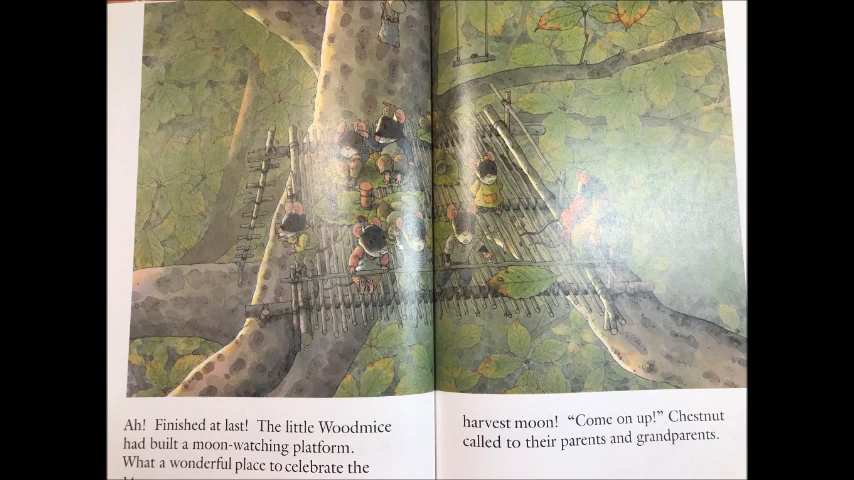 Ah! Finished at last! The little Woodmice
had built a moon-watching platform.
What a wonderful place to celebrate the
harvest moon! “Come on up!” Chestnut
called to their parents and grandparents.